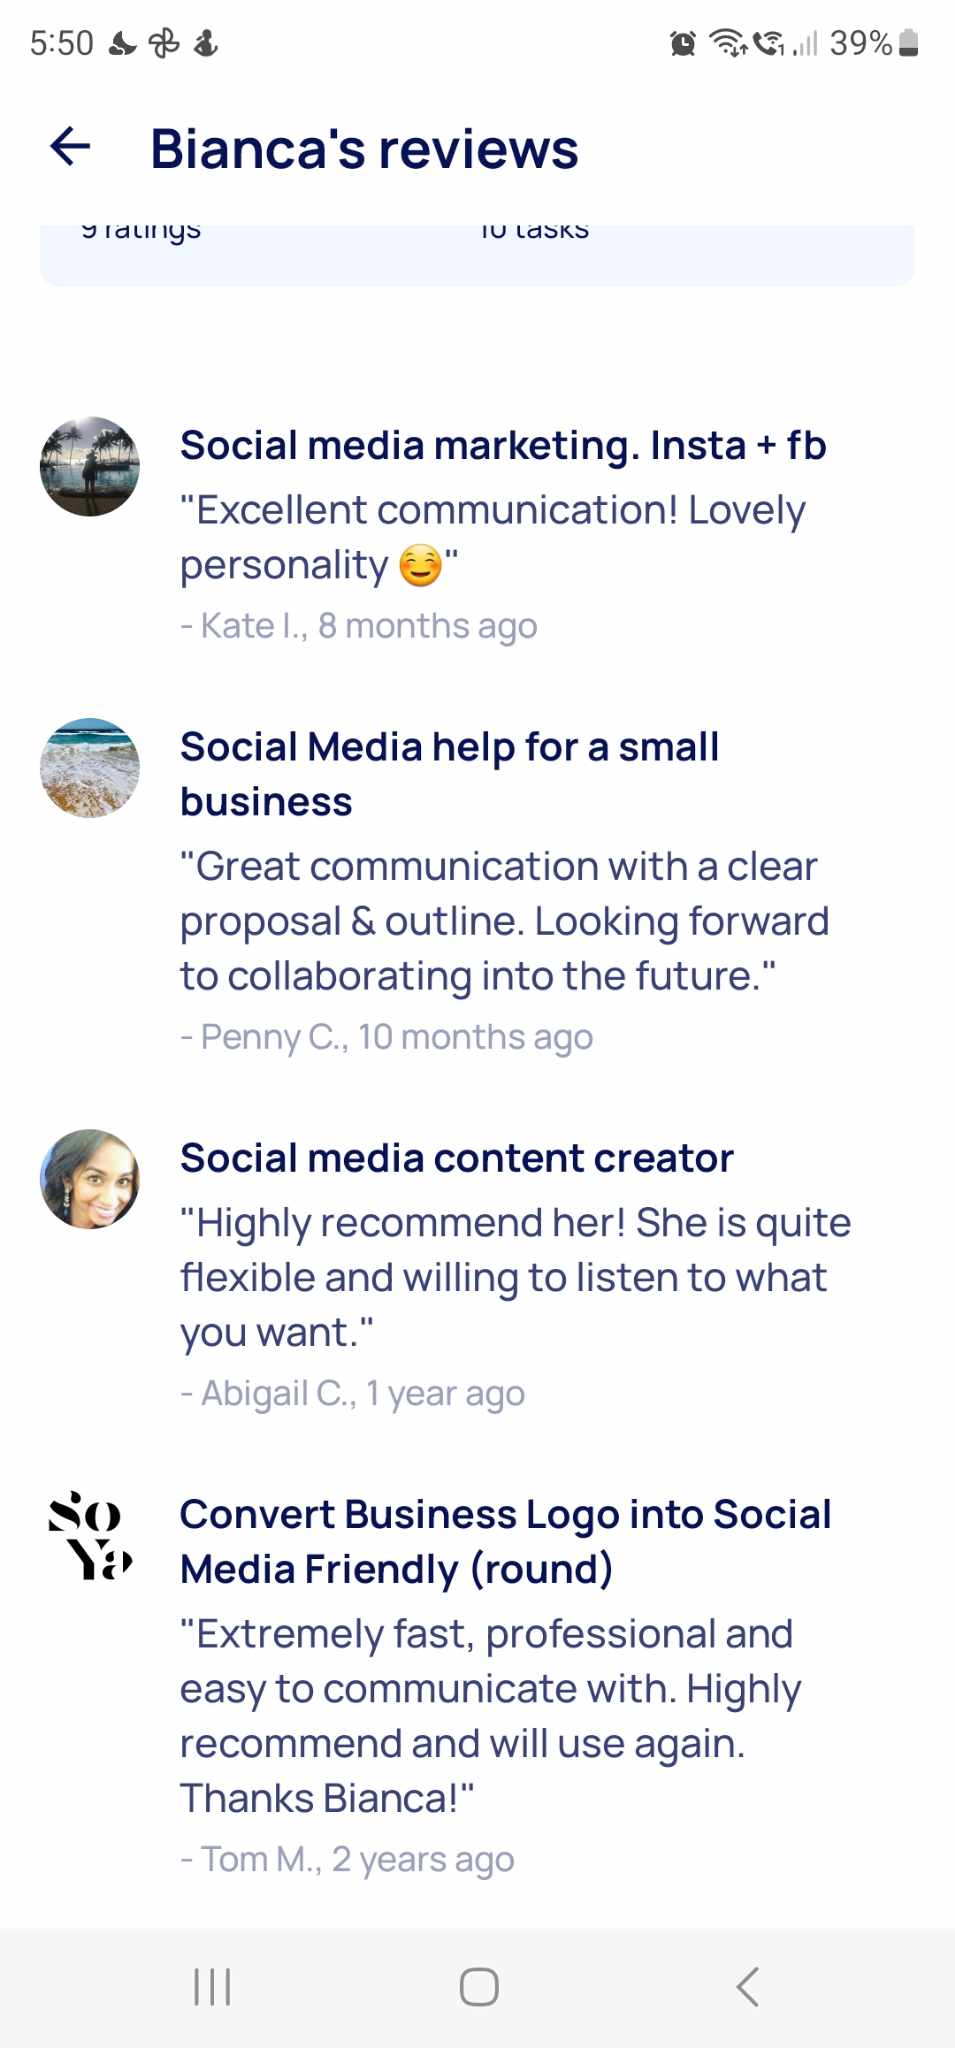 5:50
39%
Bianca's reviews
9 ratings
10 tasks
Social media marketing. Insta + fb
"Excellent communication! Lovely
personality 😊"
- Kate I., 8 months ago
Social Media help for a small
business
"Great communication with a clear
proposal & outline. Looking forward
to collaborating into the future."
- Penny C., 10 months ago
Social media content creator
"Highly recommend her! She is quite
flexible and willing to listen to what
you want."
- Abigail C., 1 year ago
So
Ya
Convert Business Logo into Social
Media Friendly (round)
"Extremely fast, professional and
easy to communicate with. Highly
recommend and will use again.
Thanks Bianca!"
- Tom M., 2 years ago